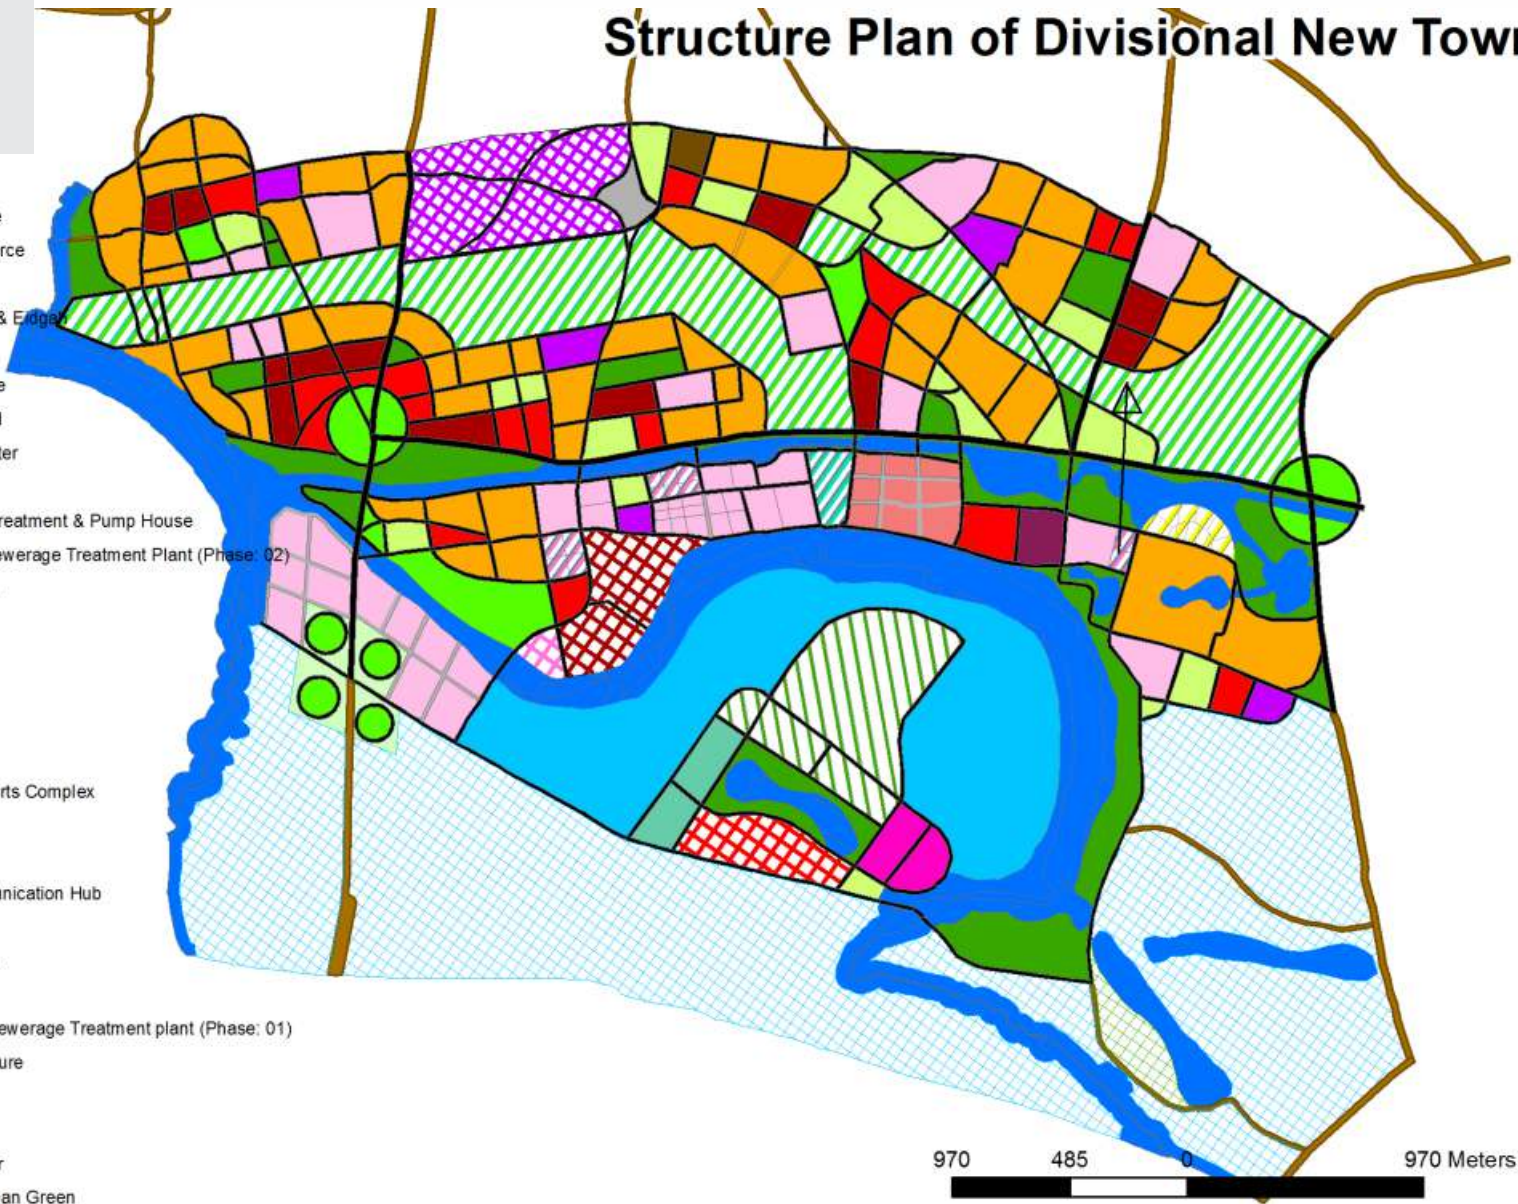 Structure Plan of Divisional New Town
rce
& Eidgah
ter
reatment & Pump House
ewerage Treatment Plant (Phase: 02)
rts Complex
unication Hub
ewerage Treatment plant (Phase: 01)
ure
an Green
970 485 0 970 Meters